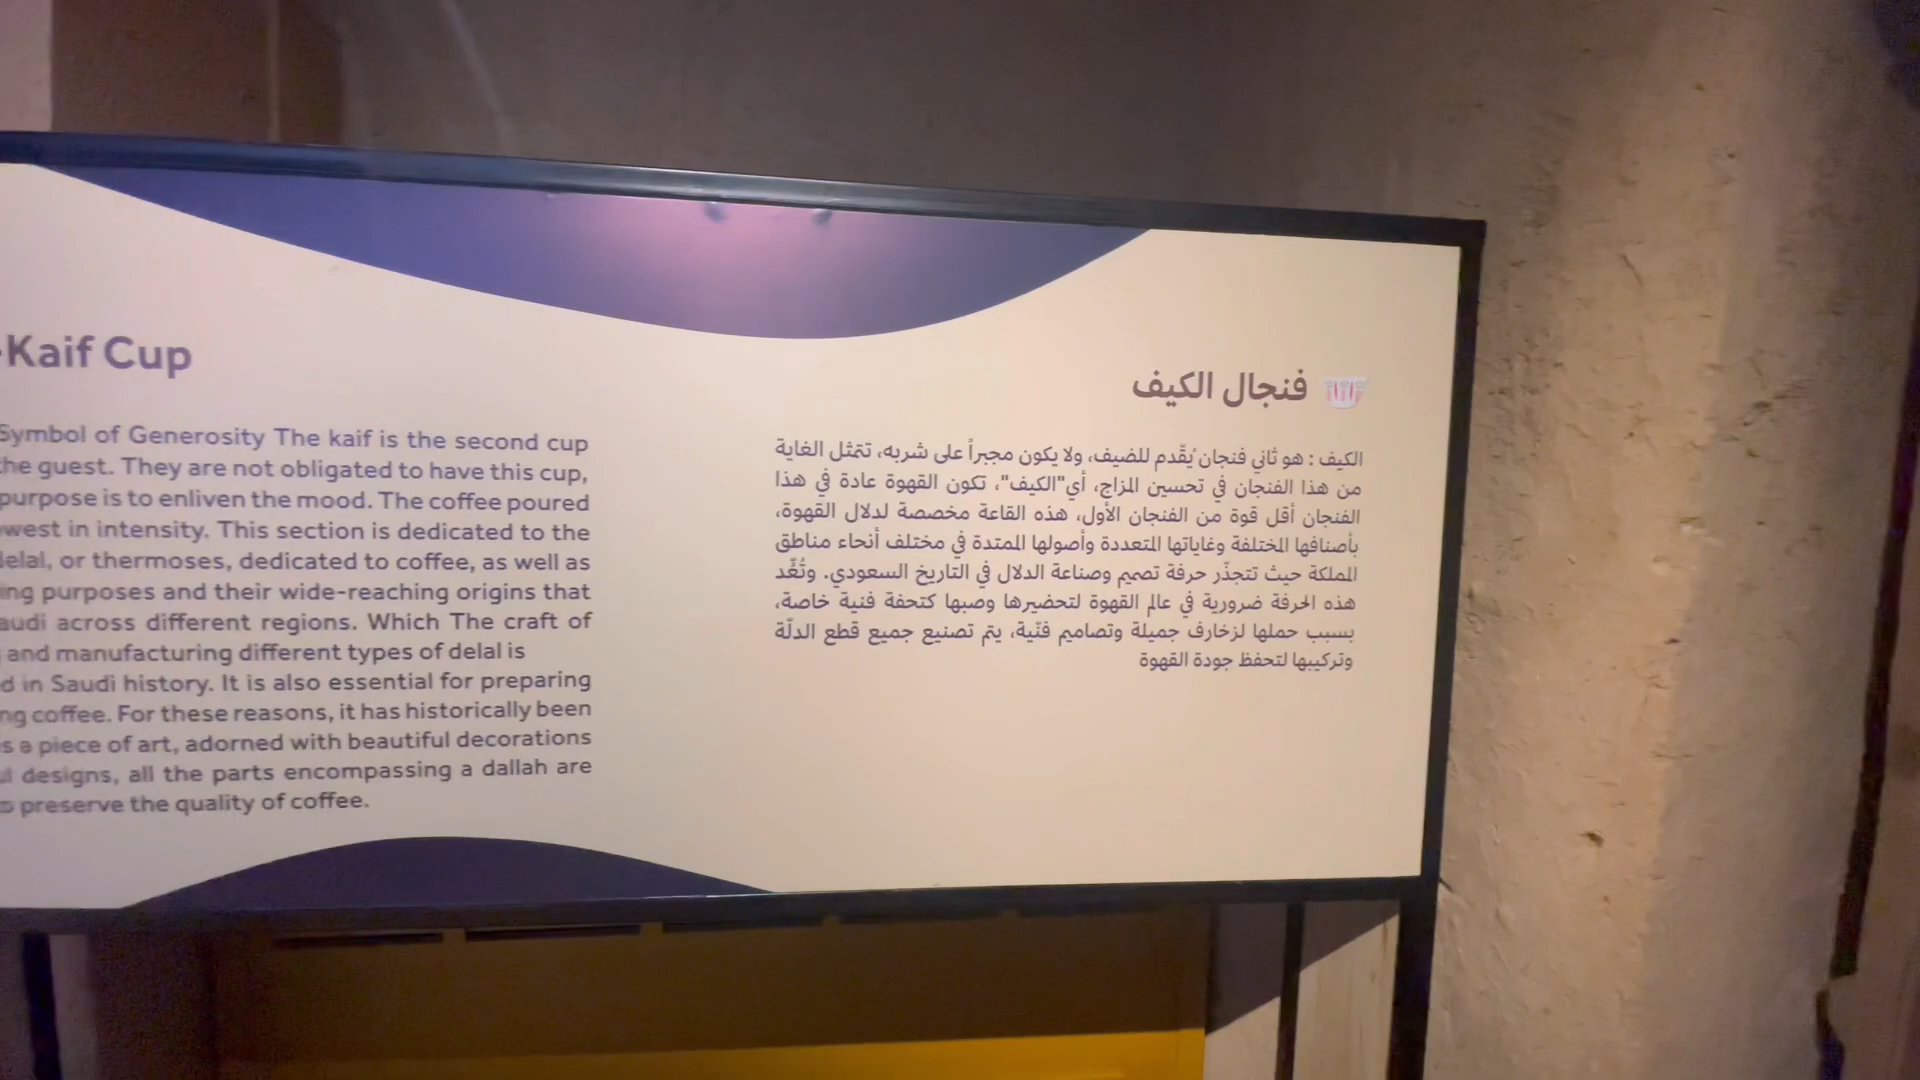 Kaif Cup
Symbol of Generosity The kaif is the second cup
the guest. They are not obligated to have this cup,
purpose is to enliven the mood. The coffee poured
in intensity. This section is dedicated to the
delal, or thermoses, dedicated to coffee, as well as
purposes and their wide-reaching origins that
across different regions. Which The craft of
and manufacturing different types of delal is
in Saudi history. It is also essential for preparing
coffee. For these reasons, it has historically been
a piece of art, adorned with beautiful decorations
designs, all the parts encompassing a dallah are
preserve the quality of coffee.
فنجال الكيف
الكيف : هو ثاني فنجان يُقّدم للضيف، ولا يكون مجبراً على شربه، تتمثل الغاية
من هذا الفنجان في تحسين المزاج، أي"الكيف"، تكون القهوة عادة في هذا
الفنجان أقل قوة من الفنجان الأول، هذه القاعة مخصصة لدلال القهوة،
بأصنافها المختلفة وغاياتها المتعددة وأصولها الممتدة في مختلف أنحاء مناطق
المملكة حيث تتجذّر حرفة تصميم وصناعة الدلال في التاريخ السعودي. وتُعّد
هذه الحرفة ضرورية في عالم القهوة لتحضيرها وصبها كتحفة فنية خاصة،
بسبب حملها لزخارف جميلة وتصاميم فنّية، يتم تصنيع جميع قطع الدلّة
وتركيبها لتحفظ جودة القهوة